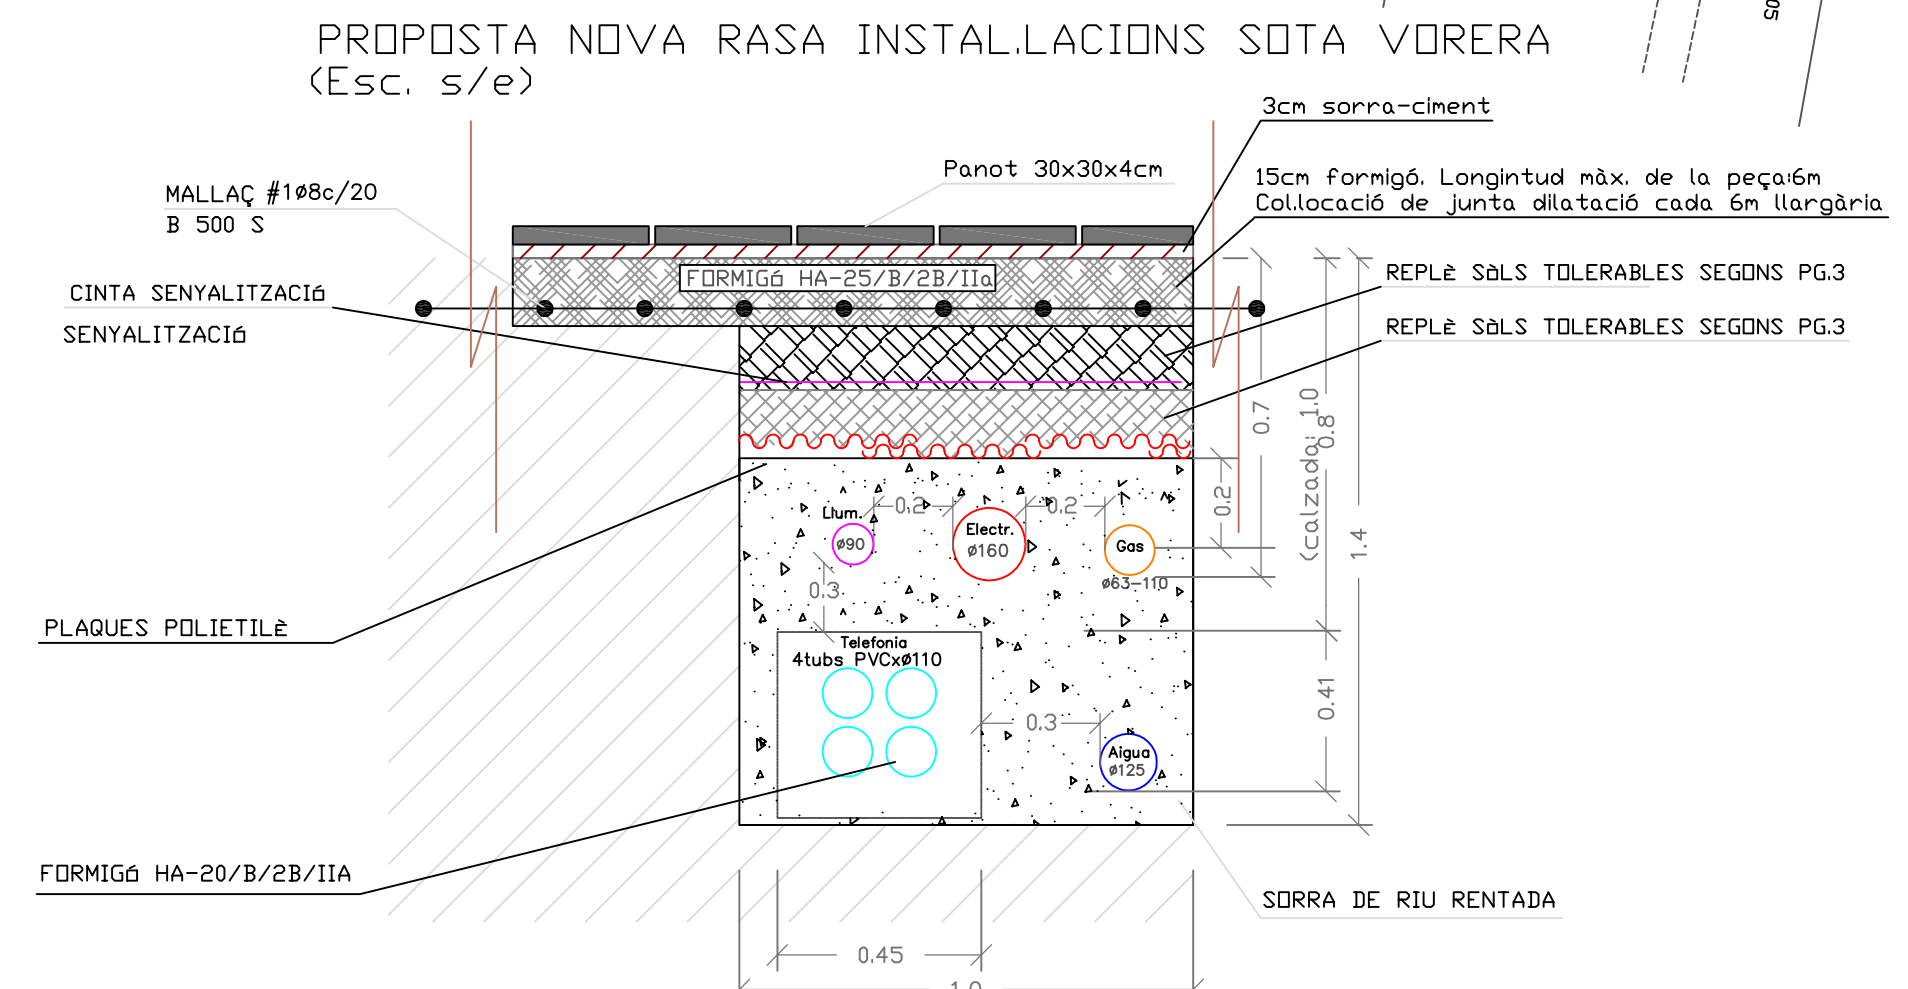 PROPOSTA NOVA RASA INSTAL.LACIONS SOTA VORERA
(Esc. s/e)
05
3cm sorra-ciment
Panot 30x30x4cm
15cm formigó. Longintud màx. de la peça:6m
Col.locació de junta dilatació cada 6m llargària
MALLAÇ #1ø8c/20
B 500 S
FORMIGó HA-25/B/2B/IIa
REPLè SòLS TOLERABLES SEGONS PG.3
CINTA SENYALITZACIó
SENYALITZACIó
REPLè SòLS TOLERABLES SEGONS PG.3
0.7
(calzada: 1.0
0.8
0.2
1.4
Llum.
ø90
0.2
Electr.
ø160
0.2
Gas
ø63-110
0.3
PLAQUES POLIETILè
Telefonia
4tubs PVCxø110
0.3
0.41
Aigua
ø125
FORMIGó HA-20/B/2B/IIA
SORRA DE RIU RENTADA
0.45
1.0